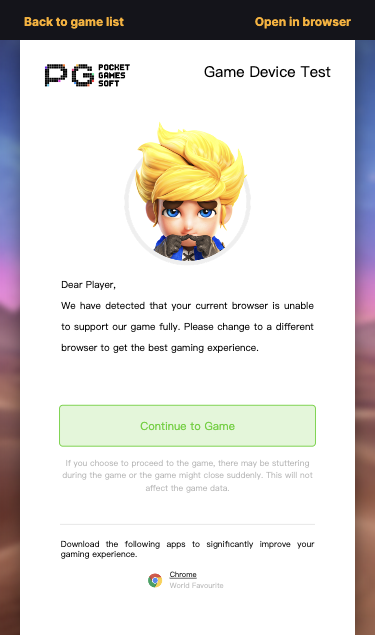 Back to game list
Open in browser
PG POCKET GAMES SOFT
Game Device Test
Dear Player,
We have detected that your current browser is unable
to support our game fully. Please change to a different
browser to get the best gaming experience.
Continue to Game
If you choose to proceed to the game, there may be stuttering
during the game or the game might close suddenly. This will not
affect the game data.
Download the following apps to significantly improve your
gaming experience.
Chrome
World Favourite